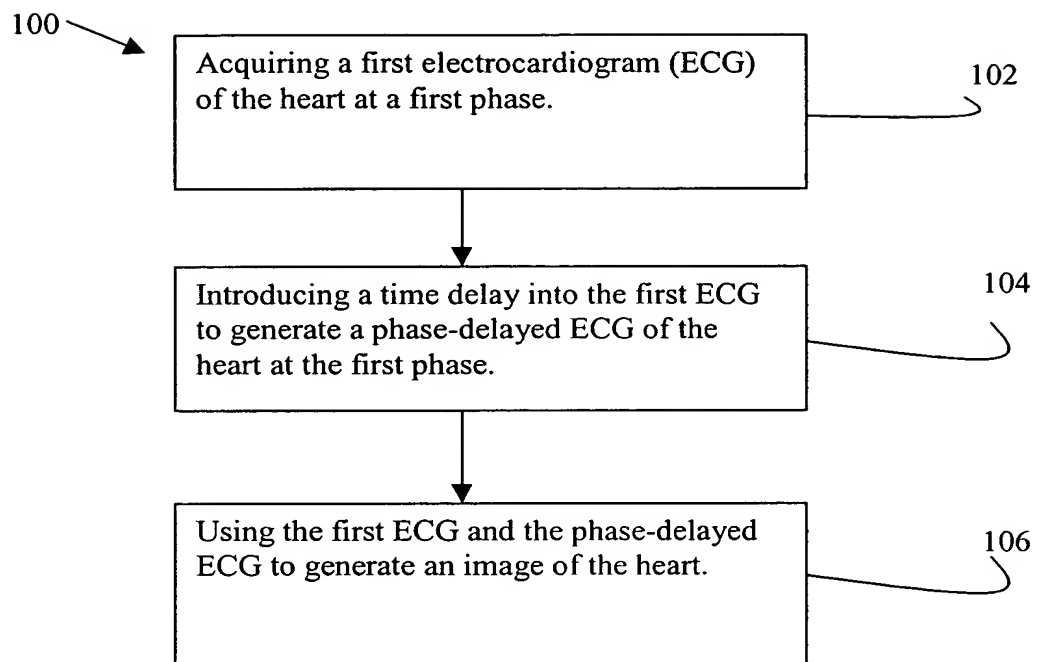 100
Acquiring a first electrocardiogram (ECG)
of the heart at a first phase.
102
Introducing a time delay into the first ECG
to generate a phase-delayed ECG of the
heart at the first phase.
104
Using the first ECG and the phase-delayed
ECG to generate an image of the heart.
106